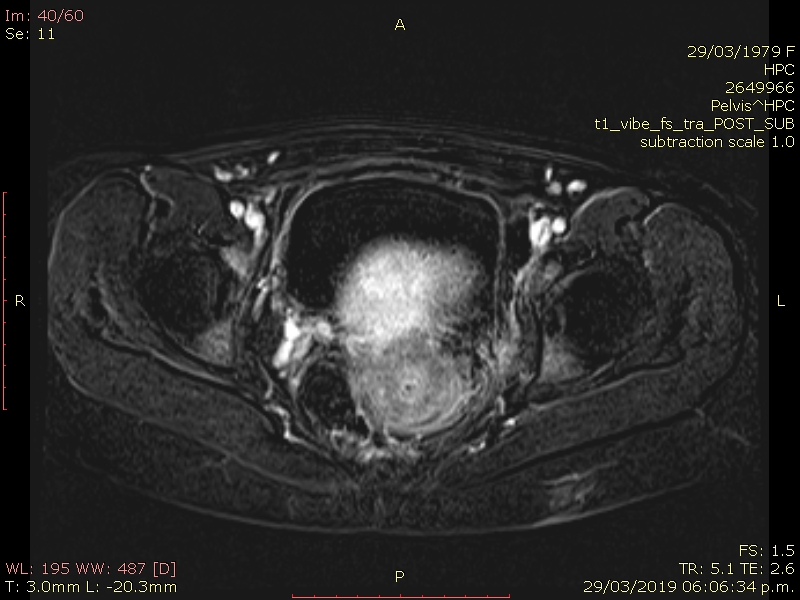 Im: 40/60
Se: 11
A
29/03/1979 F
HPC
2649966
Pelvis^HPC
t1_vibe_fs_tra_POST_SUB
subtraction scale 1.0
R
L
WL: 195 WW: 487 [D]
T: 3.0mm L: -20.3mm
P
FS: 1.5
TR: 5.1 TE: 2.6
29/03/2019 06:06:34 p.m.